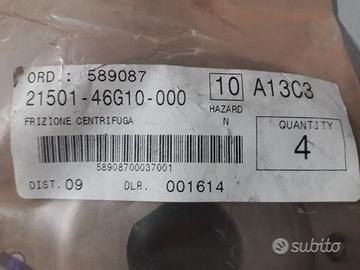 ORD.: 589087
21501-46G10-000
10 A13C3
HAZARD
FRIZIONE CENTRIFUGA
N
QUANTITY
4
58908700037001
DIST. 09 DLR. 001614
subito